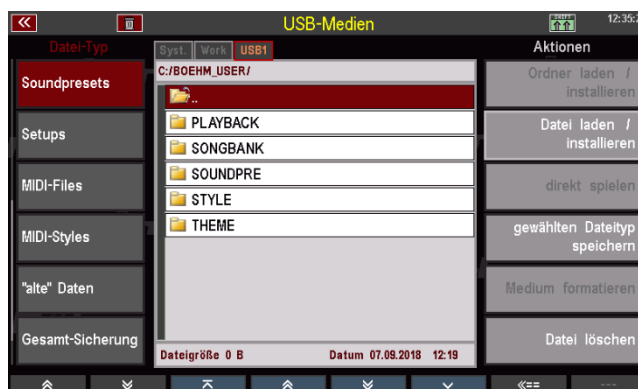 USB-Medien
12:35:2
Datei-Typ
Syst.
Work
USB1
Aktionen
C:/BOEHM_USER/
..
PLAYBACK
SONGBANK
SOUNDPRE
STYLE
THEME
Dateigröße 0 B
Datum 07.09.2018 12:19
Soundpresets
Setups
MIDI-Files
MIDI-Styles
"alte" Daten
Gesamt-Sicherung
Ordner laden /
installieren
Datei laden /
installieren
direkt spielen
gewählten Dateityp
speichern
Medium formatieren
Datei löschen